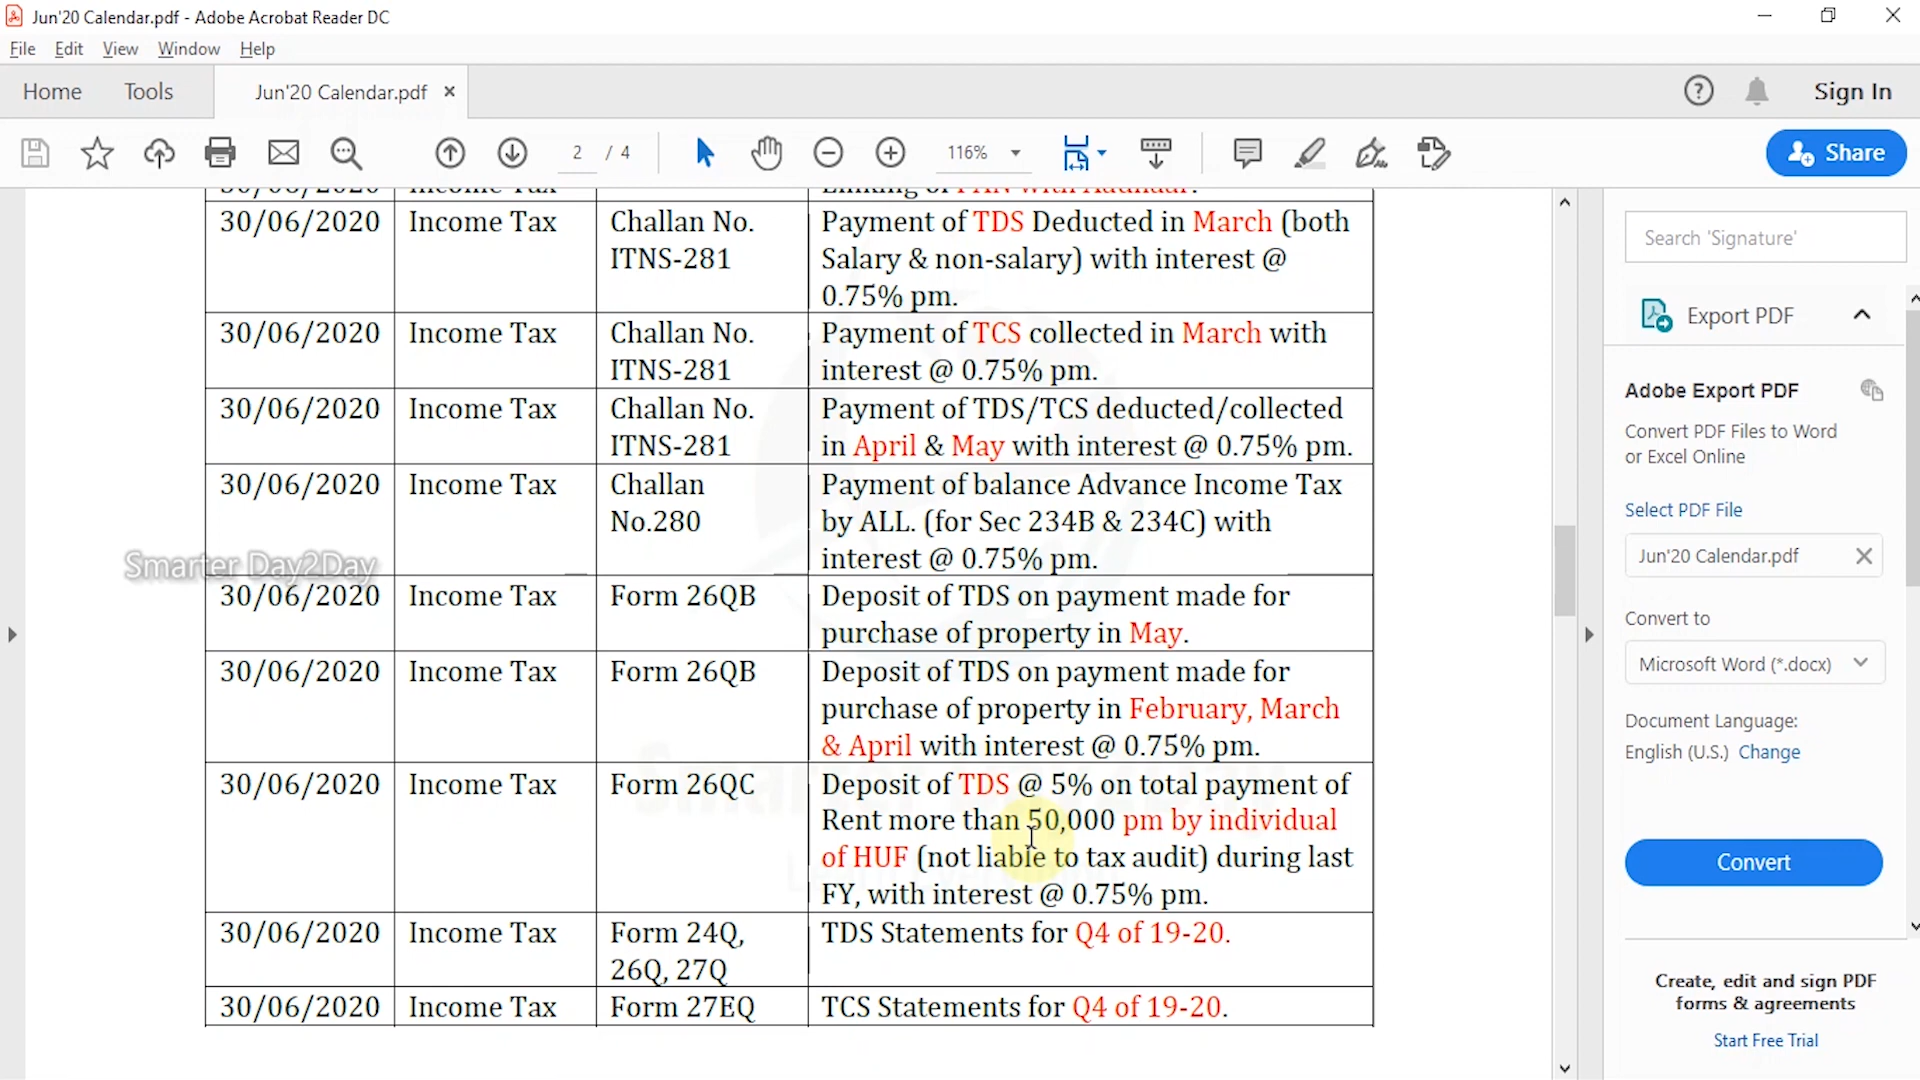 Jun'20 Calendar.pdf - Adobe Acrobat Reader DC
File Edit View Window Help
Home Tools Jun'20 Calendar.pdf × Sign In
2 / 4 116% Share
30/06/2020 Income Tax Linking of PAN with Aadhaar.
30/06/2020 Income Tax Challan No. Payment of TDS Deducted in March (both
ITNS-281 Salary & non-salary) with interest @
0.75% pm.
30/06/2020 Income Tax Challan No. Payment of TCS collected in March with
ITNS-281 interest @ 0.75% pm.
30/06/2020 Income Tax Challan No. Payment of TDS/TCS deducted/collected
ITNS-281 in April & May with interest @ 0.75% pm.
30/06/2020 Income Tax Challan Payment of balance Advance Income Tax
No.280 by ALL. (for Sec 234B & 234C) with
interest @ 0.75% pm.
Smarter Day2Day
30/06/2020 Income Tax Form 26QB Deposit of TDS on payment made for
purchase of property in May.
30/06/2020 Income Tax Form 26QB Deposit of TDS on payment made for
purchase of property in February, March
& April with interest @ 0.75% pm.
30/06/2020 Income Tax Form 26QC Deposit of TDS @ 5% on total payment of
Rent more than 50,000 pm by individual
of HUF (not liable to tax audit) during last
FY, with interest @ 0.75% pm.
30/06/2020 Income Tax Form 24Q, TDS Statements for Q4 of 19-20.
26Q, 27Q
30/06/2020 Income Tax Form 27EQ TCS Statements for Q4 of 19-20.
Search 'Signature'
Export PDF
Adobe Export PDF
Convert PDF Files to Word
or Excel Online
Select PDF File
Jun'20 Calendar.pdf
Convert to
Microsoft Word (*.docx)
Document Language:
English (U.S.) Change
Convert
Create, edit and sign PDF
forms & agreements
Start Free Trial